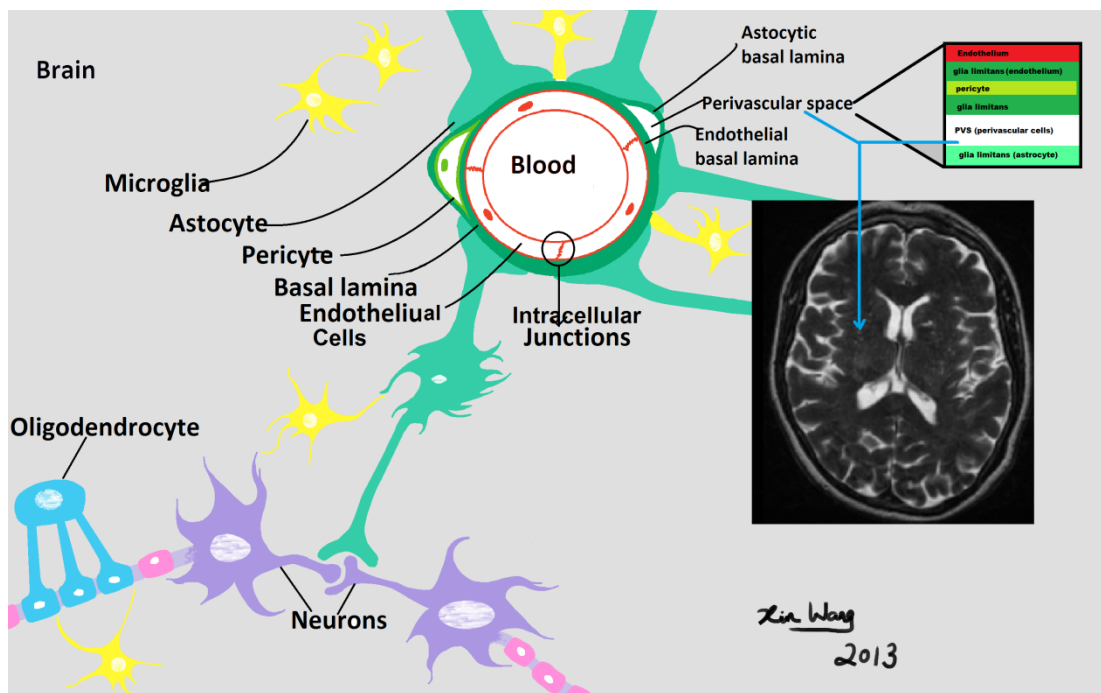 Brain
Microglia
Astocyte
Pericyte
Basal lamina
Endotheliual
Cells
Blood
Intracellular
Junctions
Astocytic
basal lamina
Perivascular space
Endothelial
basal lamina
Endothelium
glia limitans (endothelium)
pericyte
glia limitans
PVS (perivascular cells)
glia limitans (astrocyte)
Oligodendrocyte
Neurons
Xin Wang
2013